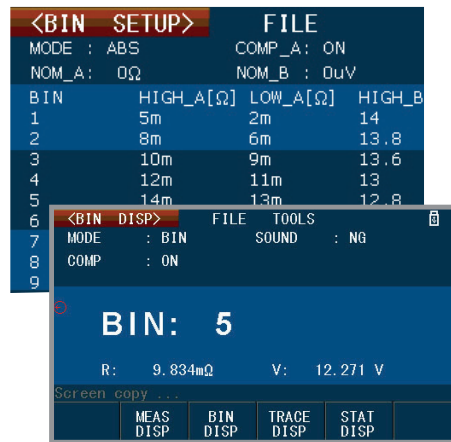 <BIN SETUP> FILE
MODE : ABS COMP_A: ON
NOM_A: 0Ω NOM_B : 0uV
BIN HIGH_A[Ω] LOW_A[Ω] HIGH_B
1 5m 2m 14
2 8m 6m 13.8
3 10m 9m 13.6
4 12m 11m 13
5 14m 13m 12.8
6
7
8
9
<BIN DISP> FILE TOOLS
MODE : BIN SOUND : NG
COMP : ON
BIN: 5
R: 9.834mΩ V: 12.271 V
Screen copy ...
MEAS DISP BIN DISP TRACE DISP STAT DISP